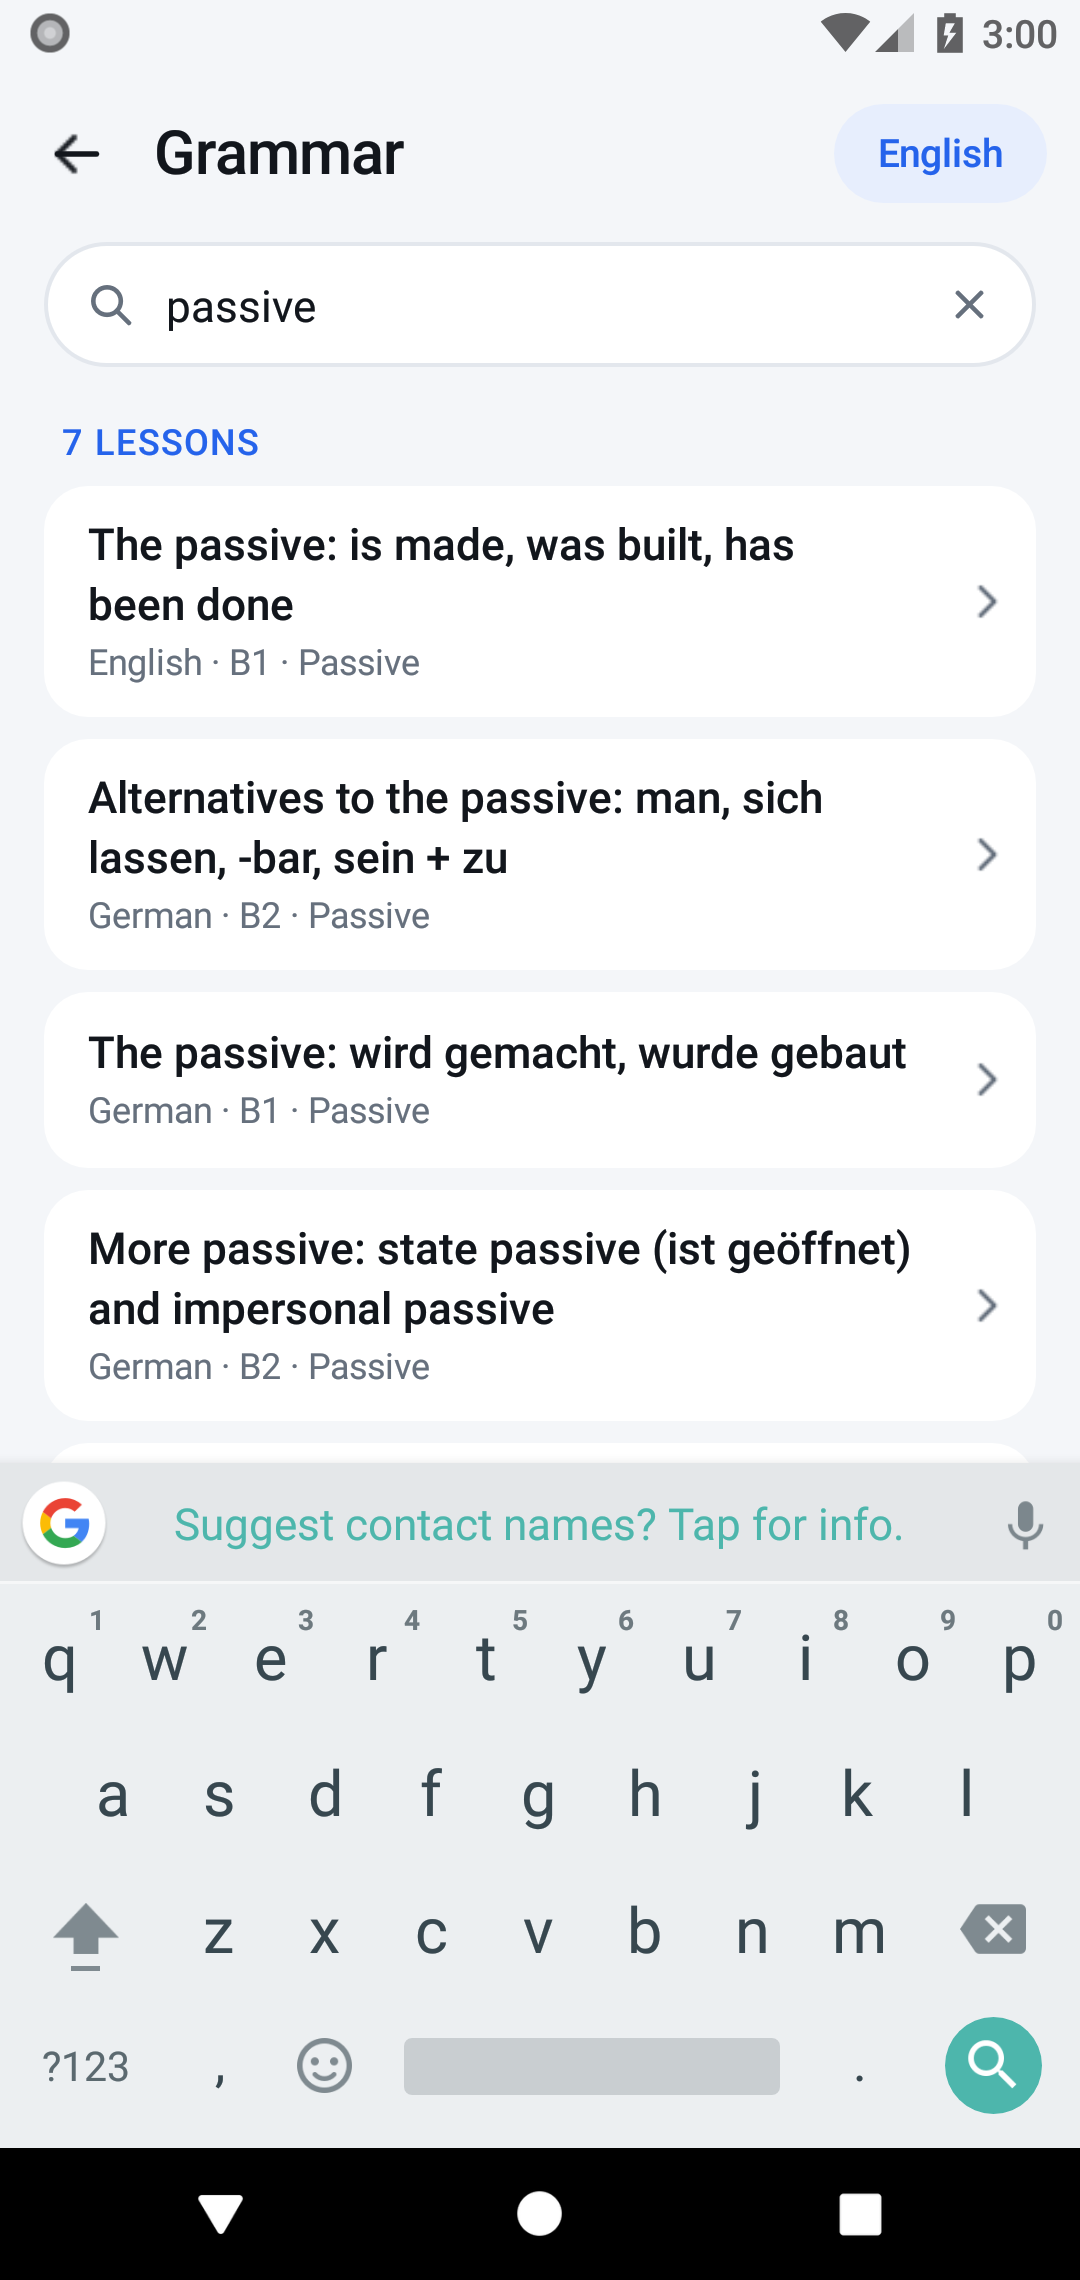 3:00
Grammar
English
passive
7 LESSONS
The passive: is made, was built, has
been done
English · B1 · Passive
Alternatives to the passive: man, sich
lassen, -bar, sein + zu
German · B2 · Passive
The passive: wird gemacht, wurde gebaut
German · B1 · Passive
More passive: state passive (ist geöffnet)
and impersonal passive
German · B2 · Passive
Suggest contact names? Tap for info.
1 2 3 4 5 6 7 8 9 0
q w e r t y u i o p
a s d f g h j k l
z x c v b n m
?123 , .